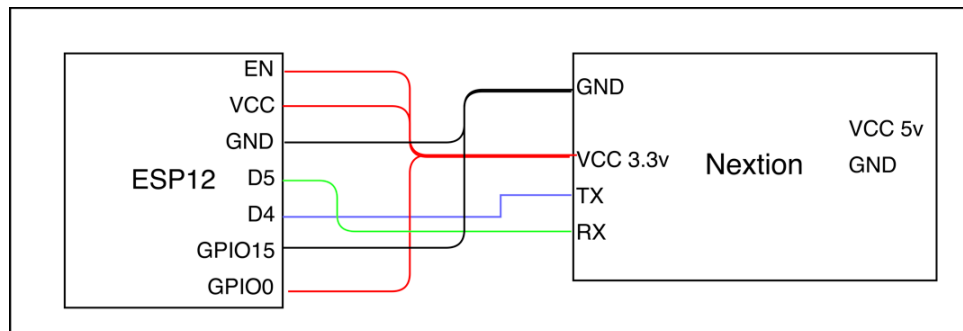 EN
VCC
GND
D5
D4
GPIO15
GPIO0
ESP12
GND
VCC 3.3v
TX
RX
Nextion
VCC 5v
GND